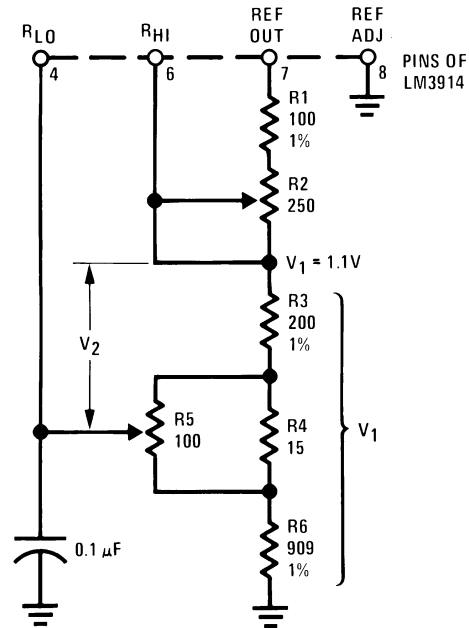 RLO
4
RHI
6
REF
OUT
7
REF
ADJ
8
PINS OF
LM3914
R1
100
1%
R2
250
V1 = 1.1V
R3
200
1%
V2
R5
100
R4
15
V1
0.1 μF
R6
909
1%